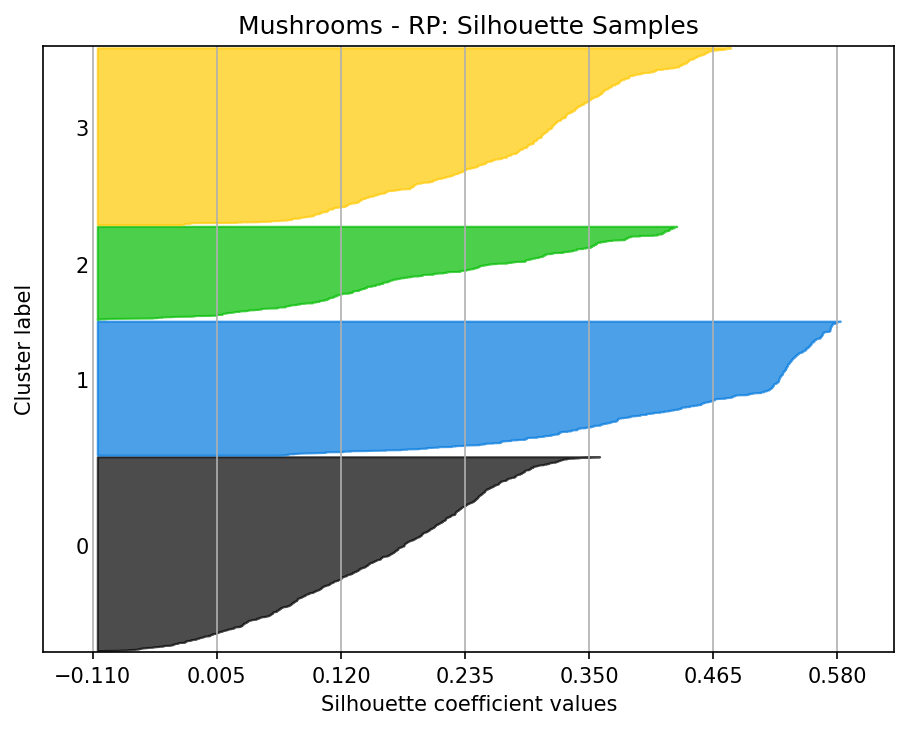 Mushrooms - RP: Silhouette Samples
Cluster label
3
2
1
0
−0.110 0.005 0.120 0.235 0.350 0.465 0.580
Silhouette coefficient values